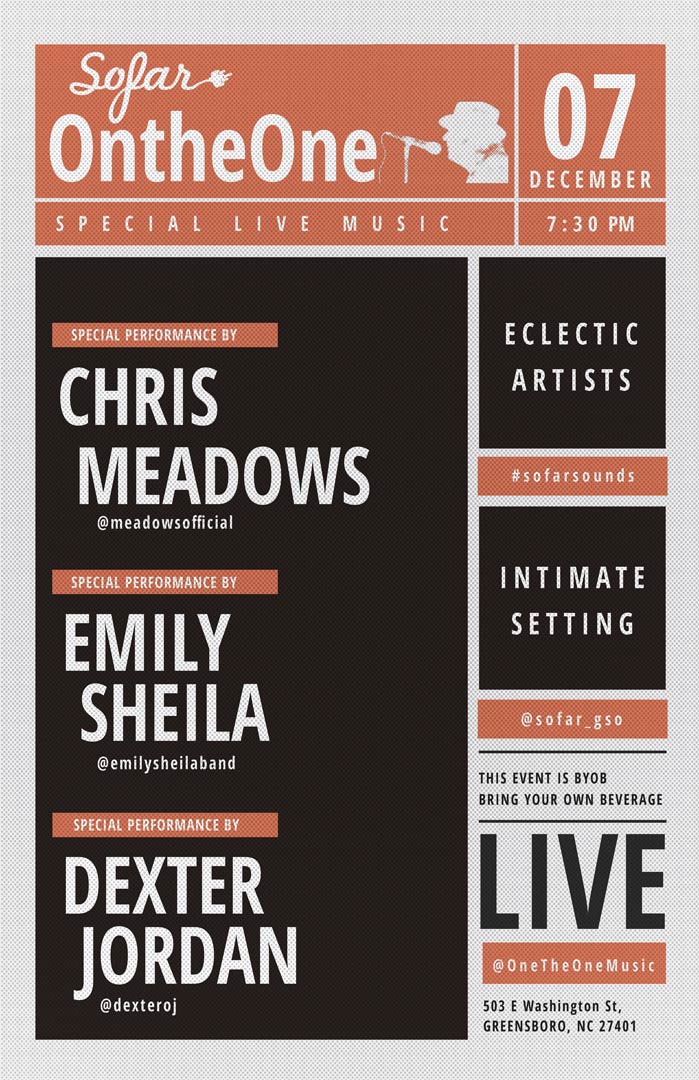 Sofar
OntheOne
SPECIAL LIVE MUSIC
07
DECEMBER
7:30 PM
SPECIAL PERFORMANCE BY
CHRIS
MEADOWS
@meadowsofficial
SPECIAL PERFORMANCE BY
EMILY
SHEILA
@emilysheilaband
SPECIAL PERFORMANCE BY
DEXTER
JORDAN
@dexteroj
ECLECTIC
ARTISTS
#sofarsounds
INTIMATE
SETTING
@sofar_gso
THIS EVENT IS BYOB
BRING YOUR OWN BEVERAGE
LIVE
@OneTheOneMusic
503 E Washington St,
GREENSBORO, NC 27401